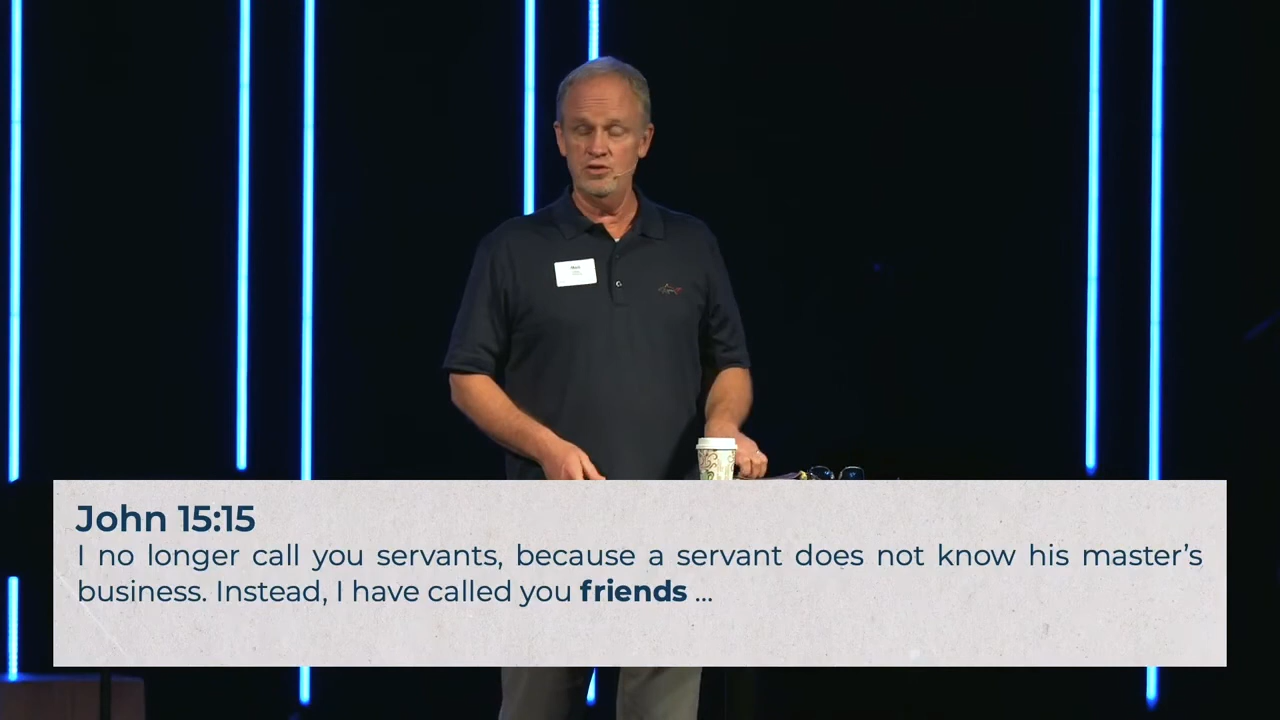 Mark
John 15:15
I no longer call you servants, because a servant does not know his master’s
business. Instead, I have called you friends ...